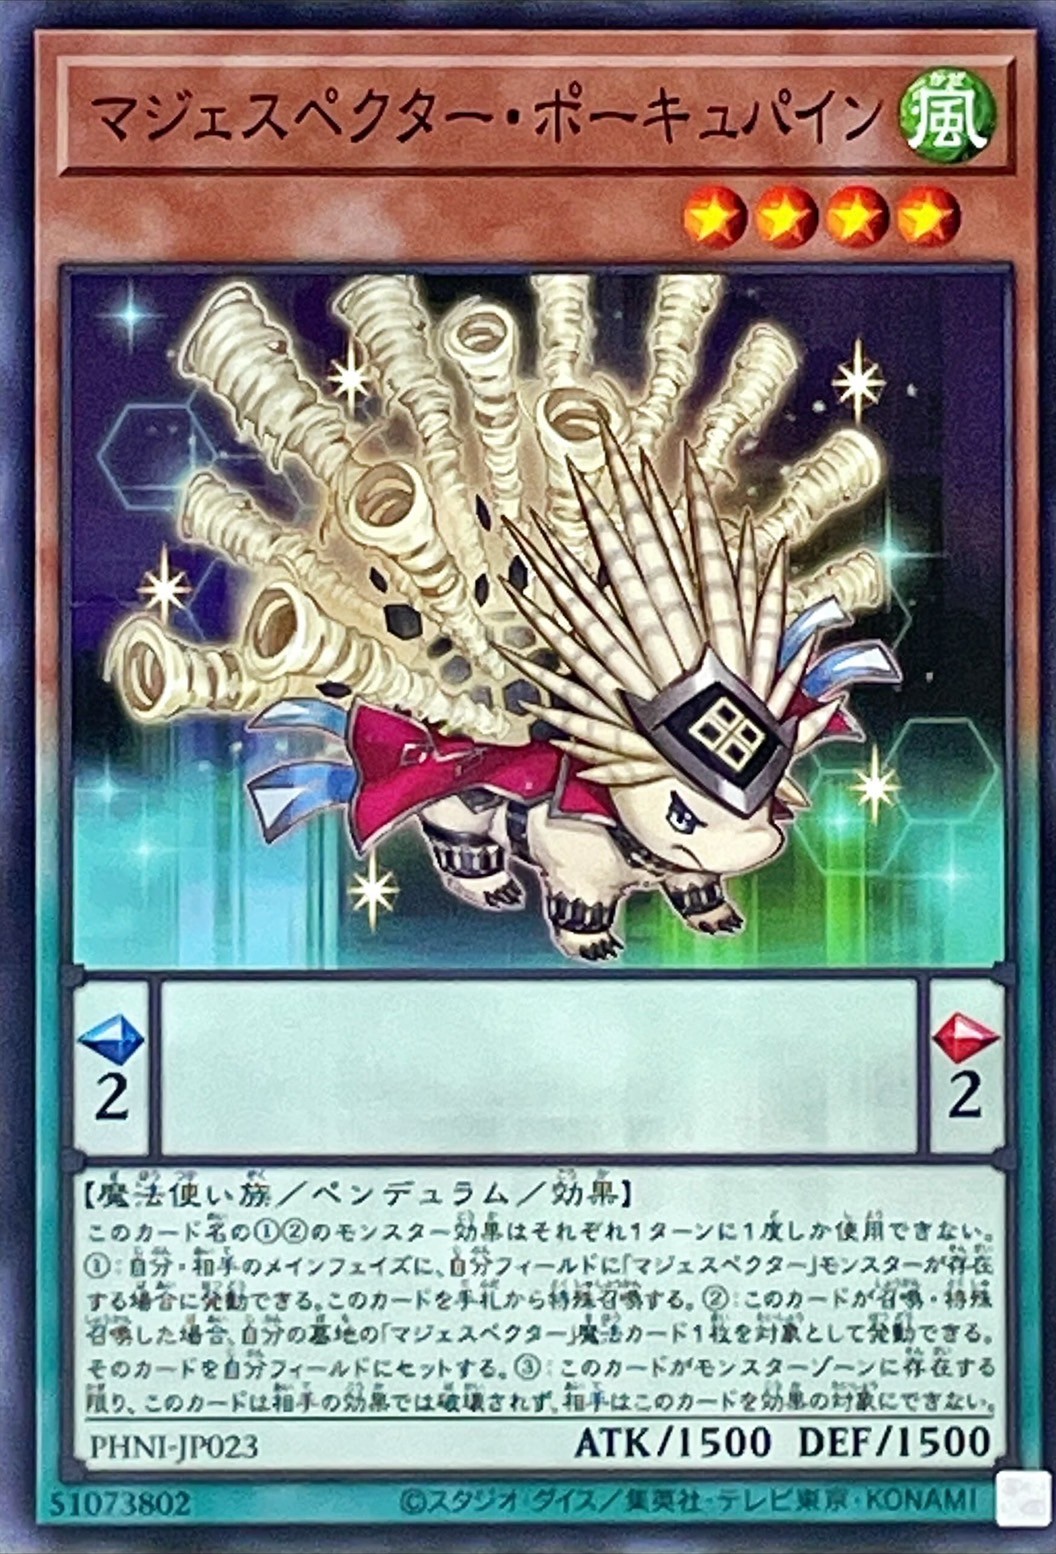 マジェスペクター・ポーキュパイン
風
かぜ
2
2
【魔法使い族／ペンデュラム／効果】
このカード名の①②のモンスター効果はそれぞれ1ターンに1度しか使用できない。
①：自分・相手のメインフェイズに、自分フィールドに「マジェスペクター」モンスターが存在
する場合に発動できる。このカードを手札から特殊召喚する。②：このカードが召喚・特殊
召喚した場合、自分の墓地の「マジェスペクター」魔法カード1枚を対象として発動できる。
そのカードを自分フィールドにセットする。③：このカードがモンスターゾーンに存在する
限り、このカードは相手の効果では破壊されず、相手はこのカードを効果の対象にできない。
PHNI-JP023
ATK/1500 DEF/1500
51073802
©スタジオ・ダイス／集英社・テレビ東京・KONAMI